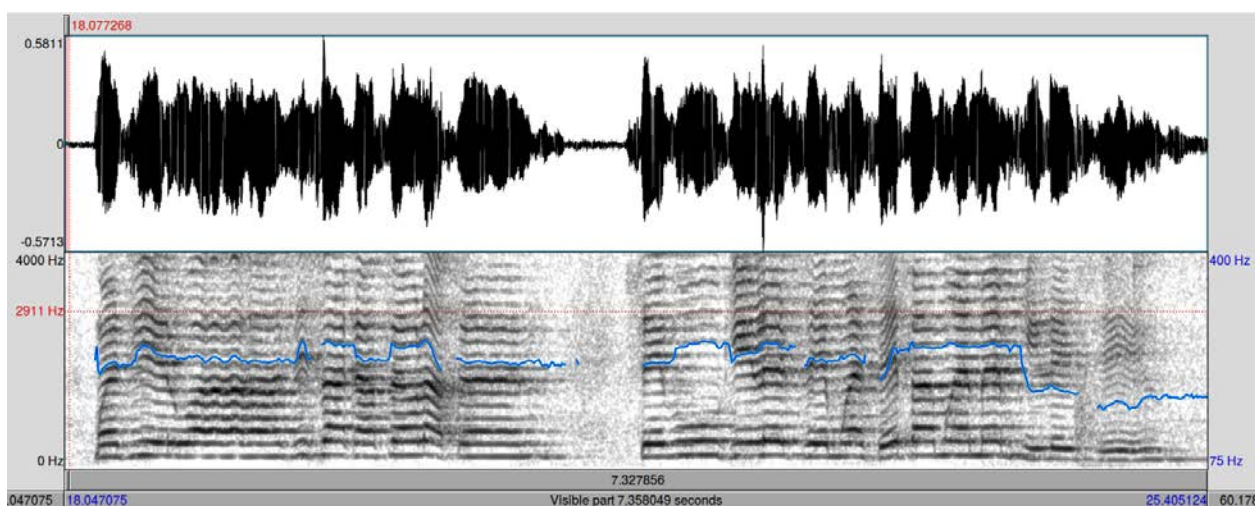 18.077268
0.5811
0
-0.5713
4000 Hz 400 Hz
2911 Hz
0 Hz 75 Hz
7.327856
.047075 18.047075 Visible part 7.358049 seconds 25.405124 60.178